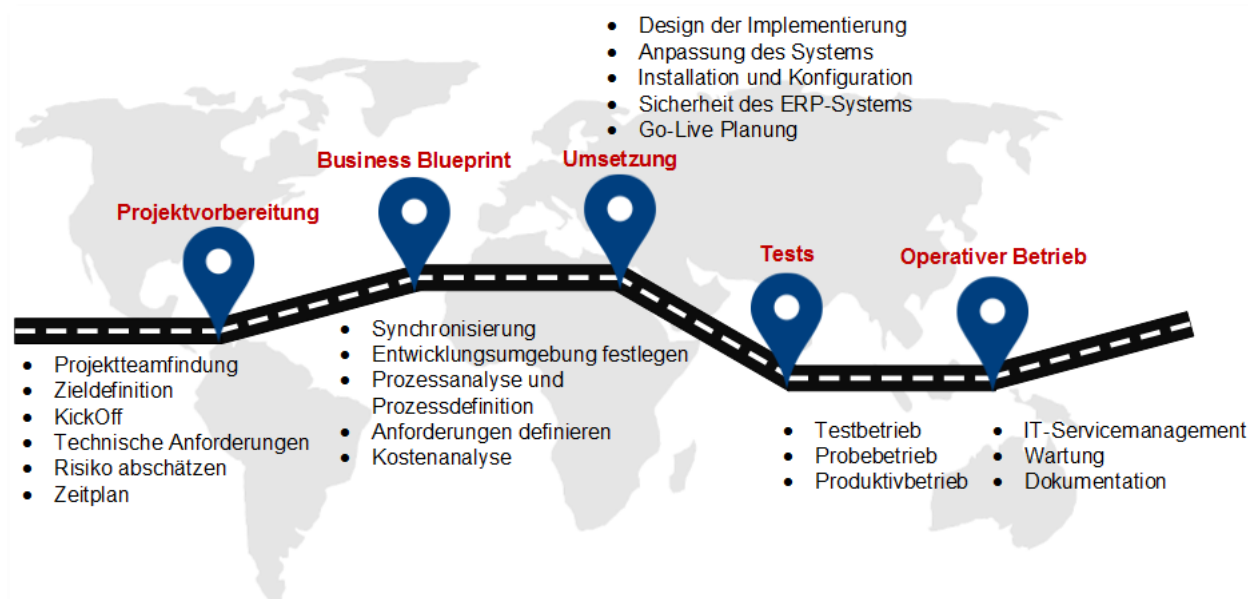 Projektvorbereitung
• Projektteamfindung
• Zieldefinition
• KickOff
• Technische Anforderungen
• Risiko abschätzen
• Zeitplan
Business Blueprint
• Synchronisierung
• Entwicklungsumgebung festlegen
• Prozessanalyse und
Prozessdefinition
• Anforderungen definieren
• Kostenanalyse
• Design der Implementierung
• Anpassung des Systems
• Installation und Konfiguration
• Sicherheit des ERP-Systems
• Go-Live Planung
Umsetzung
Tests
• Testbetrieb
• Probebetrieb
• Produktivbetrieb
Operativer Betrieb
• IT-Servicemanagement
• Wartung
• Dokumentation